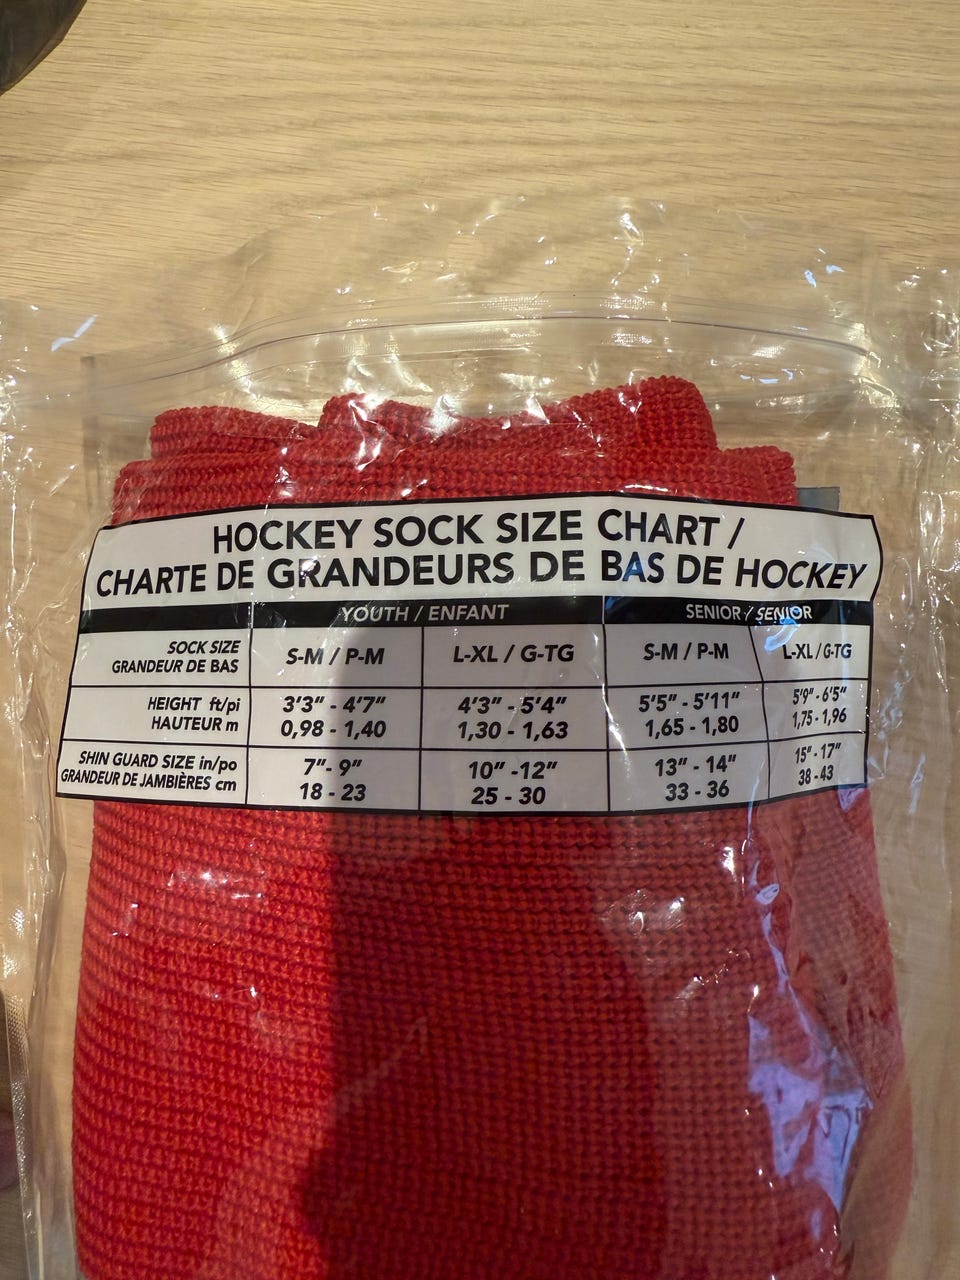 HOCKEY SOCK SIZE CHART /
CHARTE DE GRANDEURS DE BAS DE HOCKEY
YOUTH / ENFANT SENIOR / SENIOR
SOCK SIZE
GRANDEUR DE BAS
S-M / P-M L-XL / G-TG S-M / P-M L-XL / G-TG
HEIGHT ft/pi 3'3" - 4'7" 4'3" - 5'4" 5'5" - 5'11" 5'9" - 6'5"
HAUTEUR m 0,98 - 1,40 1,30 - 1,63 1,65 - 1,80 1,75 - 1,96
SHIN GUARD SIZE in/po 7"- 9" 10" -12" 13" - 14" 15" - 17"
GRANDEUR DE JAMBIÈRES cm 18 - 23 25 - 30 33 - 36 38 - 43